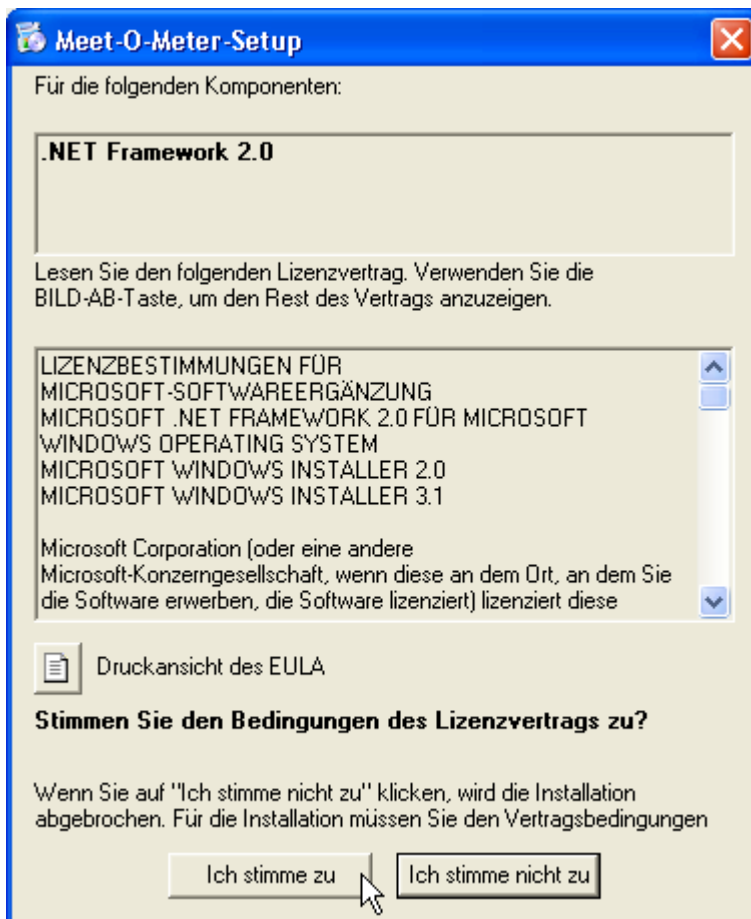 Meet-O-Meter-Setup
Für die folgenden Komponenten:
.NET Framework 2.0
Lesen Sie den folgenden Lizenzvertrag. Verwenden Sie die
BILD-AB-Taste, um den Rest des Vertrags anzuzeigen.
LIZENZBESTIMMUNGEN FÜR
MICROSOFT-SOFTWAREERGÄNZUNG
MICROSOFT .NET FRAMEWORK 2.0 FÜR MICROSOFT
WINDOWS OPERATING SYSTEM
MICROSOFT WINDOWS INSTALLER 2.0
MICROSOFT WINDOWS INSTALLER 3.1
Microsoft Corporation (oder eine andere
Microsoft-Konzerngesellschaft, wenn diese an dem Ort, an dem Sie
die Software erwerben, die Software lizenziert) lizenziert diese
Druckansicht des EULA
Stimmen Sie den Bedingungen des Lizenzvertrags zu?
Wenn Sie auf "Ich stimme nicht zu" klicken, wird die Installation
abgebrochen. Für die Installation müssen Sie den Vertragsbedingungen
Ich stimme zu
Ich stimme nicht zu